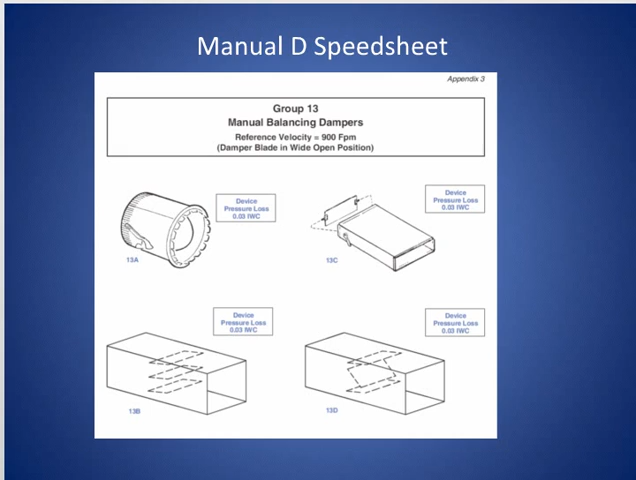 Manual D Speedsheet
Appendix 3
Group 13
Manual Balancing Dampers
Reference Velocity = 900 Fpm
(Damper Blade in Wide Open Position)
Device
Pressure Loss
0.03 IWC
13A
Device
Pressure Loss
0.03 IWC
13C
Device
Pressure Loss
0.03 IWC
13B
Device
Pressure Loss
0.03 IWC
13D